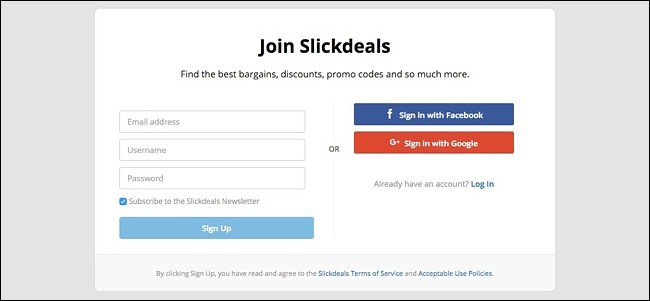 Join Slickdeals
Find the best bargains, discounts, promo codes and so much more.
Email address
Username
Password
Subscribe to the Slickdeals Newsletter
Sign Up
OR
f Sign in with Facebook
G+ Sign in with Google
Already have an account? Log In
By clicking Sign Up, you have read and agree to the Slickdeals Terms of Service and Acceptable Use Policies.